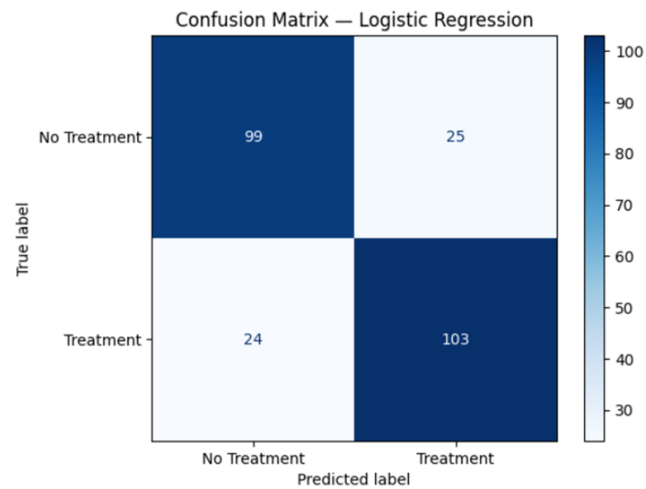 Confusion Matrix — Logistic Regression
True label
No Treatment
Treatment
99
25
24
103
No Treatment
Treatment
Predicted label
100
90
80
70
60
50
40
30